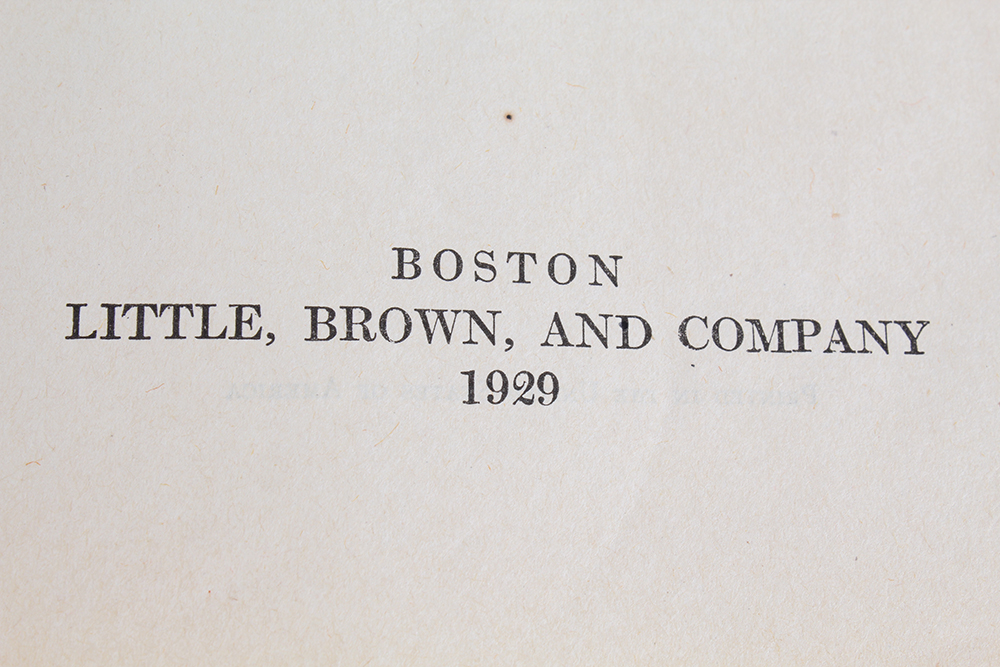 BOSTON
LITTLE, BROWN, AND COMPANY
1929